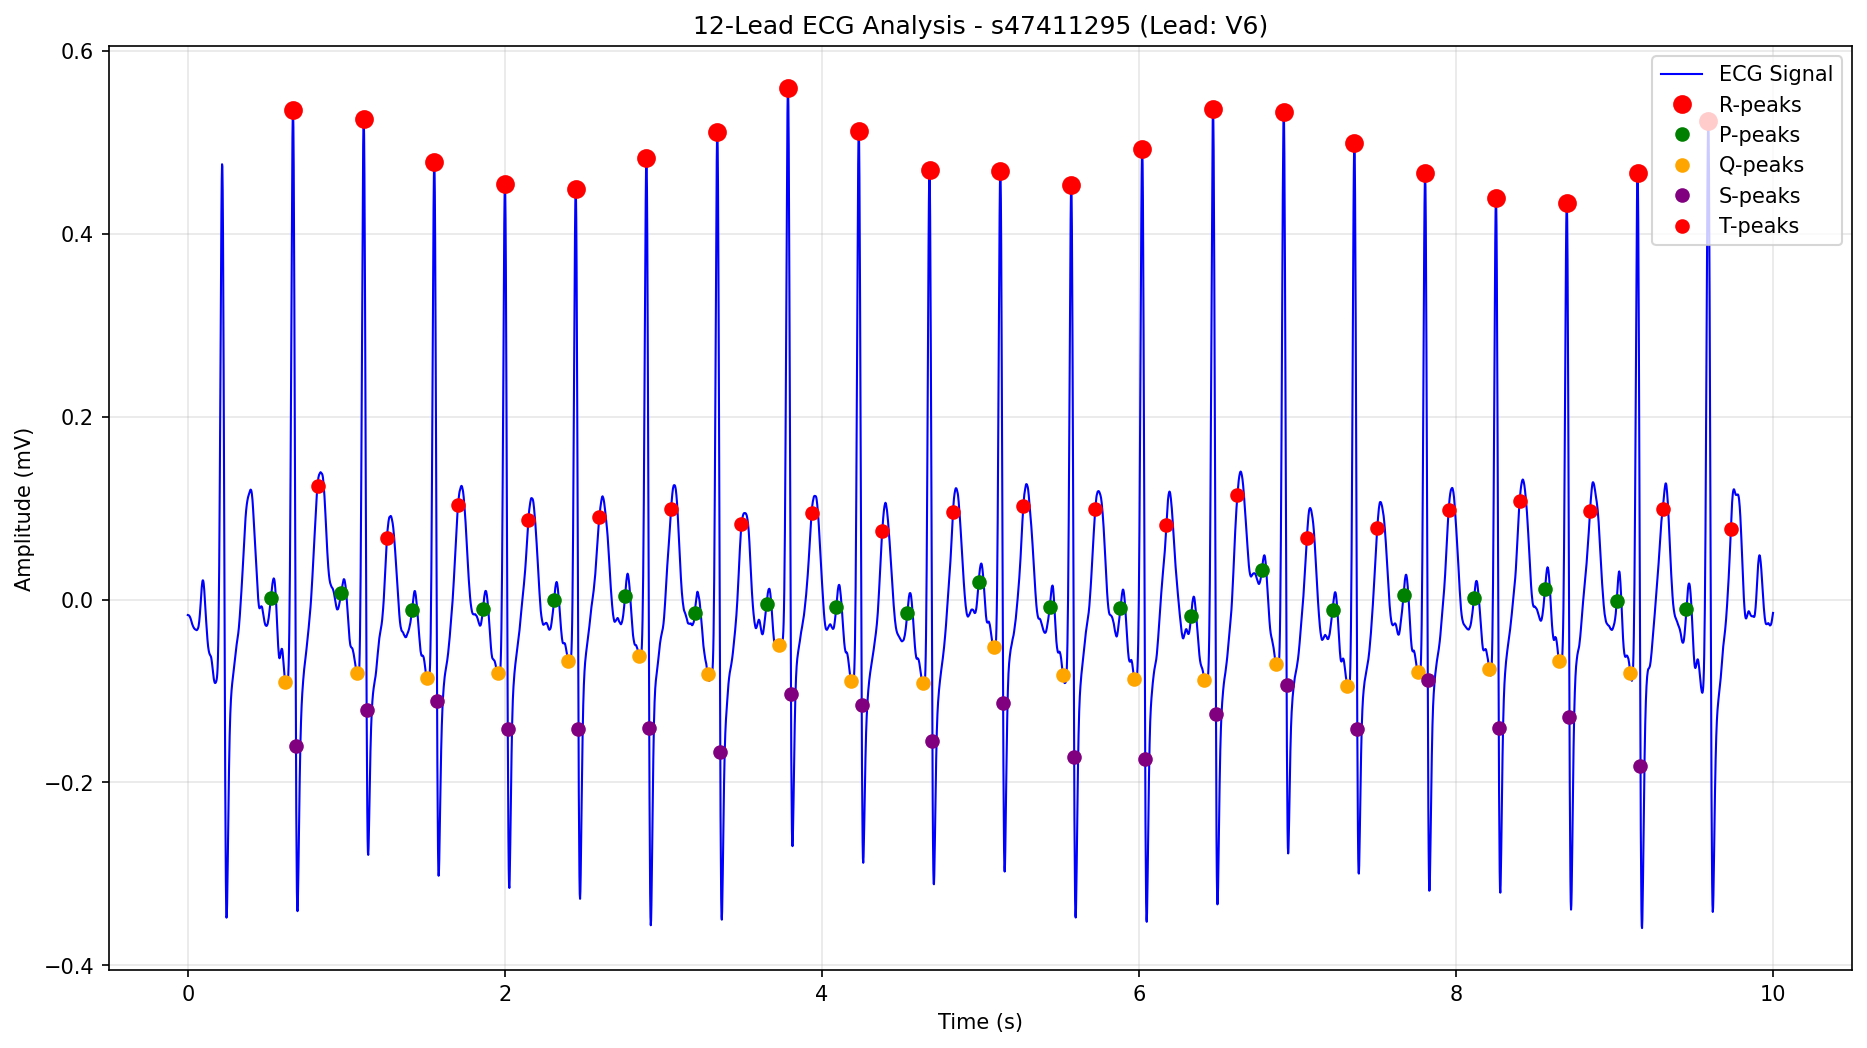 12-Lead ECG Analysis - s47411295 (Lead: V6)
ECG Signal
R-peaks
P-peaks
Q-peaks
S-peaks
T-peaks
Amplitude (mV)
0.6
0.4
0.2
0.0
−0.2
−0.4
0 2 4 6 8 10
Time (s)